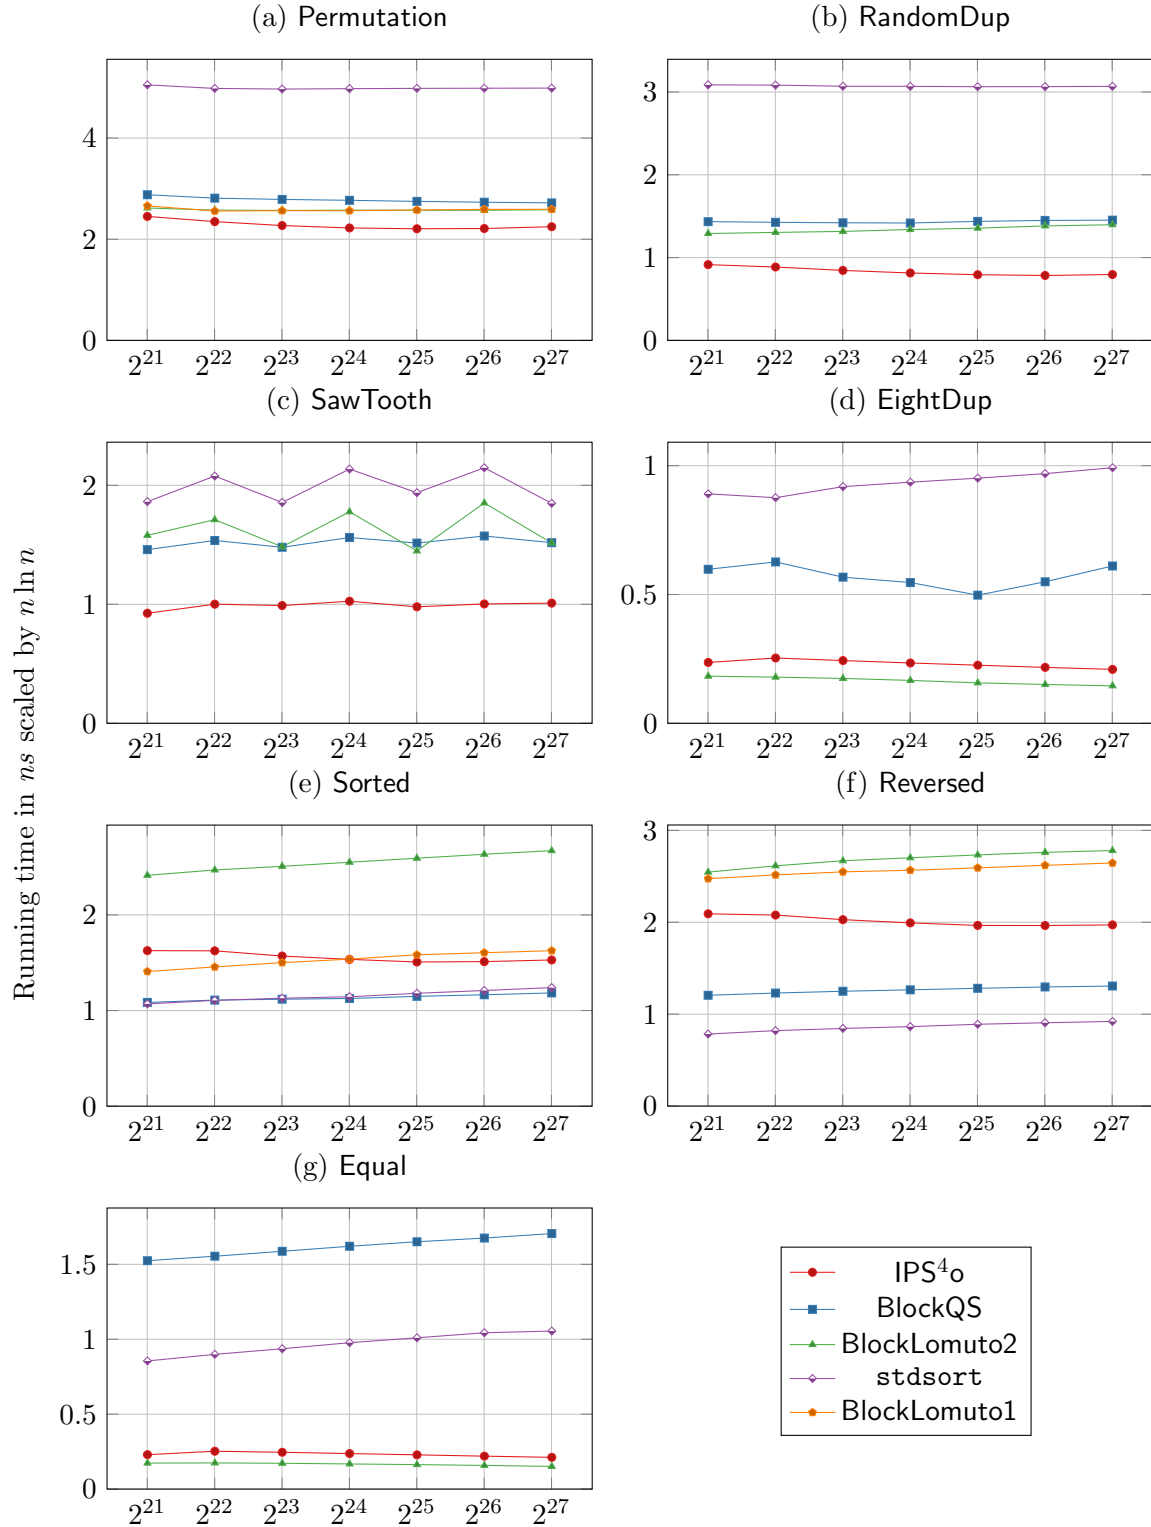 (a) Permutation
4
2
0
2^21 2^22 2^23 2^24 2^25 2^26 2^27
(b) RandomDup
3
2
1
0
2^21 2^22 2^23 2^24 2^25 2^26 2^27
(c) SawTooth
2
1
0
2^21 2^22 2^23 2^24 2^25 2^26 2^27
(d) EightDup
1
0.5
0
2^21 2^22 2^23 2^24 2^25 2^26 2^27
Running time in ns scaled by n ln n
(e) Sorted
2
1
0
2^21 2^22 2^23 2^24 2^25 2^26 2^27
(f) Reversed
3
2
1
0
2^21 2^22 2^23 2^24 2^25 2^26 2^27
(g) Equal
1.5
1
0.5
0
2^21 2^22 2^23 2^24 2^25 2^26 2^27
IPS⁴o
BlockQS
BlockLomuto2
stdsort
BlockLomuto1